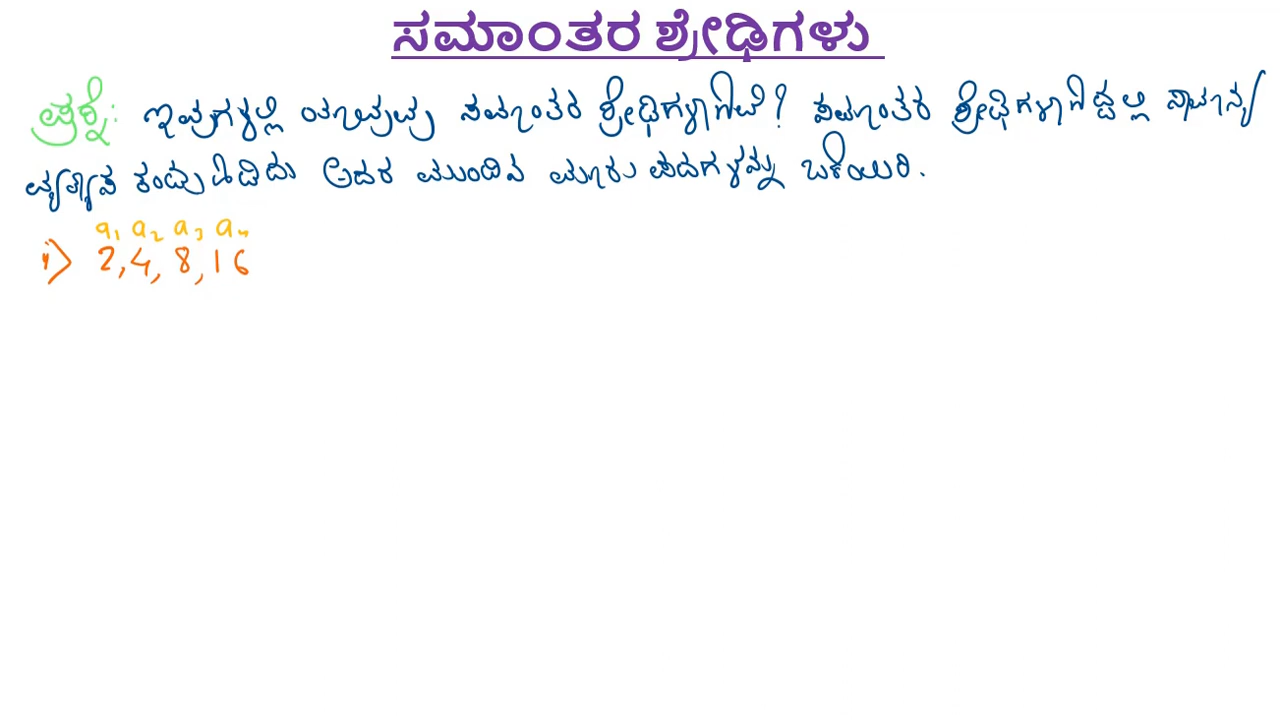 ಸಮಾಂತರ ಶ್ರೇಢಿಗಳು
ಪ್ರಶ್ನೆ: ಇವುಗಳಲ್ಲಿ ಯಾವುವು ಸಮಾಂತರ ಶ್ರೇಢಿಗಳಾಗಿವೆ? ಸಮಾಂತರ ಶ್ರೇಢಿಗಳಾಗಿದ್ದಲ್ಲಿ ಸಾಮಾನ್ಯ
ವ್ಯತ್ಯಾಸ ಕಂಡುಹಿಡಿದು ಅದರ ಮುಂದಿನ ಮೂರು ಪದಗಳನ್ನು ಬರೆಯಿರಿ.
a₁ a₂ a₃ a₄
i) 2, 4, 8, 16